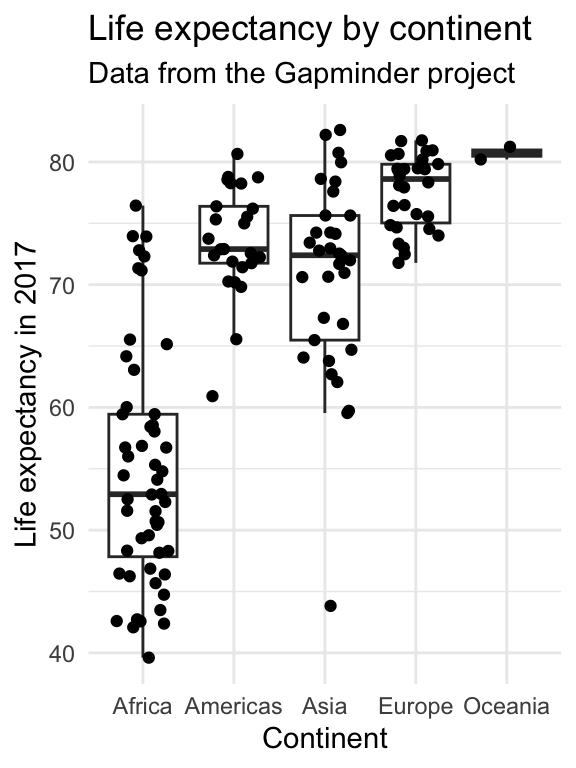 Life expectancy by continent
Data from the Gapminder project
Life expectancy in 2017
80
70
60
50
40
Africa Americas Asia Europe Oceania
Continent